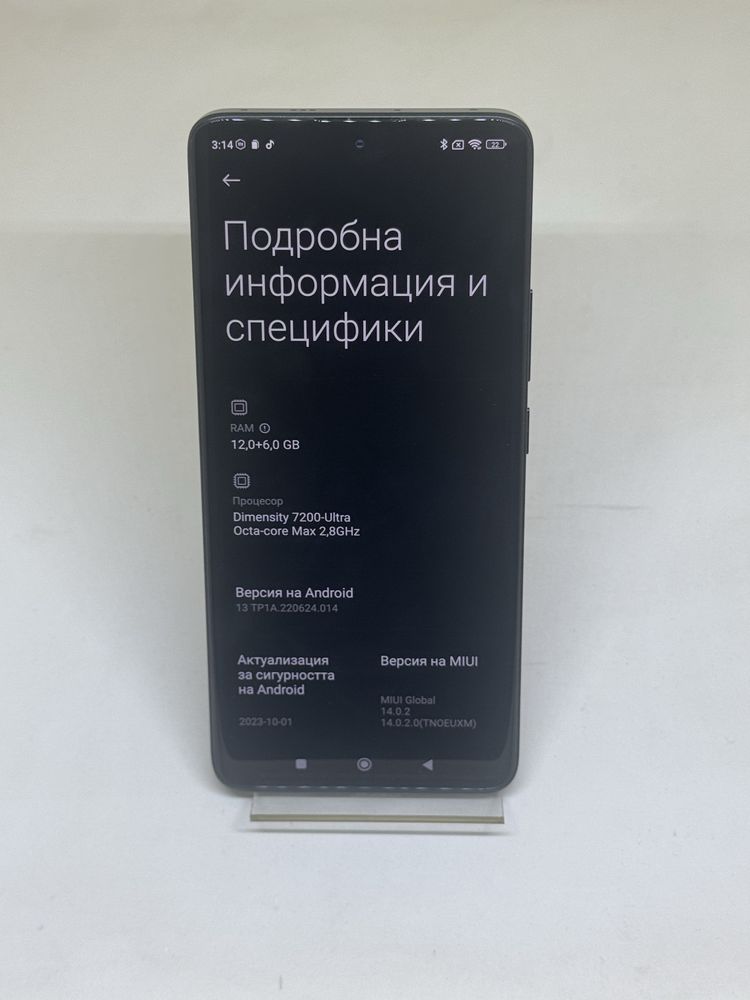 3:14
22
Подробна
информация и
специфики
RAM
12,0+6,0 GB
Процесор
Dimensity 7200-Ultra
Octa-core Max 2,8GHz
Версия на Android
13 TP1A.220624.014
Актуализация
за сигурността
на Android
2023-10-01
Версия на MIUI
MIUI Global
14.0.2
14.0.2.0(TNOEUXM)